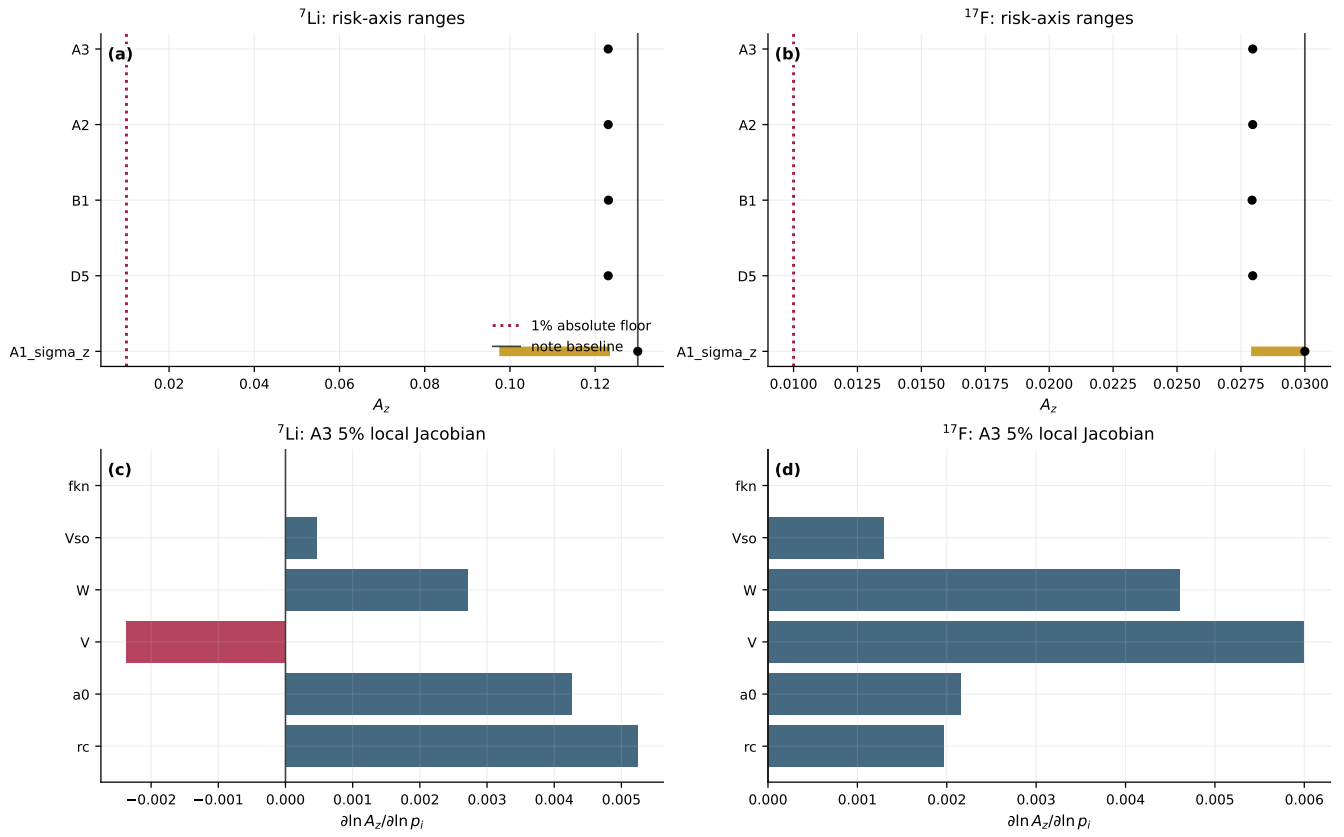 ⁷Li: risk-axis ranges
(a)
A3
A2
B1
D5
A1_sigma_z
1% absolute floor
note baseline
0.02 0.04 0.06 0.08 0.10 0.12
A_z
¹⁷F: risk-axis ranges
(b)
A3
A2
B1
D5
A1_sigma_z
0.0100 0.0125 0.0150 0.0175 0.0200 0.0225 0.0250 0.0275 0.0300
A_z
⁷Li: A3 5% local Jacobian
(c)
fkn
Vso
W
V
a0
rc
−0.002 −0.001 0.000 0.001 0.002 0.003 0.004 0.005
∂ln A_z/∂ln p_i
¹⁷F: A3 5% local Jacobian
(d)
fkn
Vso
W
V
a0
rc
0.000 0.001 0.002 0.003 0.004 0.005 0.006
∂ln A_z/∂ln p_i